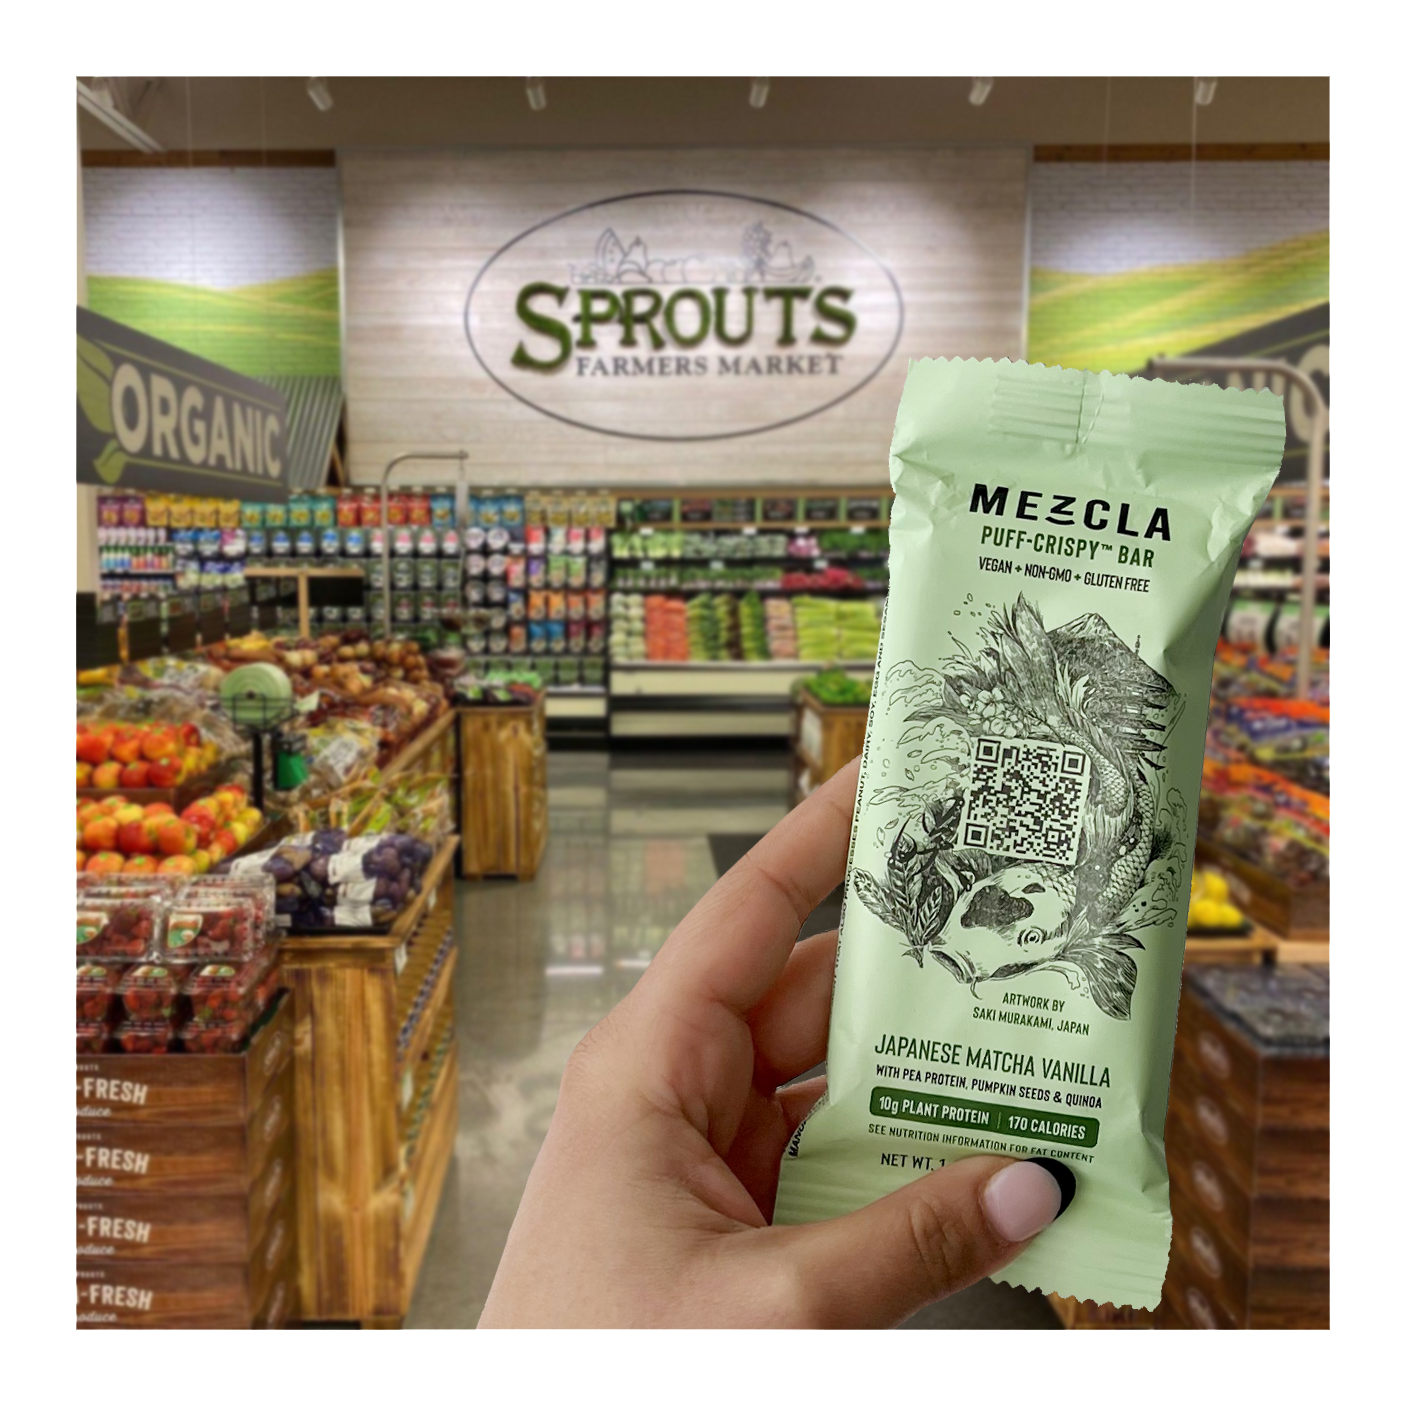 SPROUTS
FARMERS MARKET
ORGANIC
MEZCLA
PUFF-CRISPY™ BAR
VEGAN + NON-GMO + GLUTEN FREE
ARTWORK BY
SAKI MURAKAMI, JAPAN
JAPANESE MATCHA VANILLA
WITH PEA PROTEIN, PUMPKIN SEEDS & QUINOA
10g PLANT PROTEIN | 170 CALORIES
SEE NUTRITION INFORMATION FOR FAT CONTENT
NET WT. 1
-FRESH
-FRESH
-FRESH
-FRESH